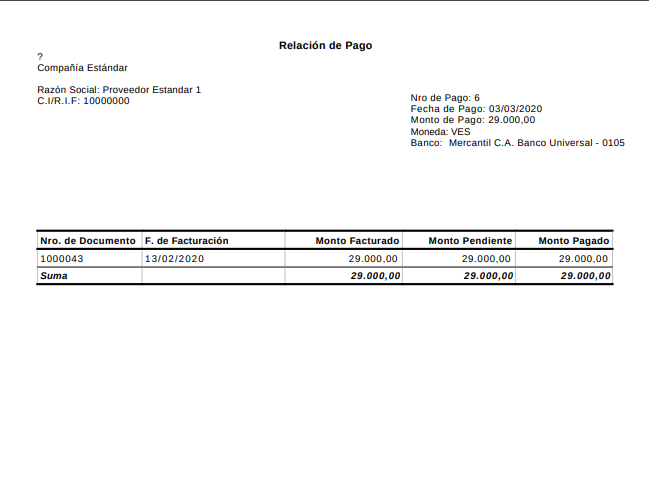 Relación de Pago
?
Compañía Estándar
Razón Social: Proveedor Estandar 1
C.I/R.I.F: 10000000
Nro de Pago: 6
Fecha de Pago: 03/03/2020
Monto de Pago: 29.000,00
Moneda: VES
Banco: Mercantil C.A. Banco Universal - 0105
Nro. de Documento F. de Facturación Monto Facturado Monto Pendiente Monto Pagado
1000043 13/02/2020 29.000,00 29.000,00 29.000,00
Suma 29.000,00 29.000,00 29.000,00